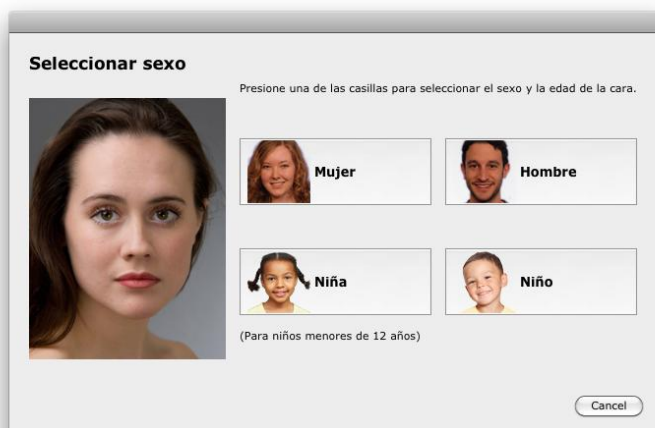 Seleccionar sexo
Presione una de las casillas para seleccionar el sexo y la edad de la cara.
Mujer
Hombre
Niña
Niño
(Para niños menores de 12 años)
Cancel